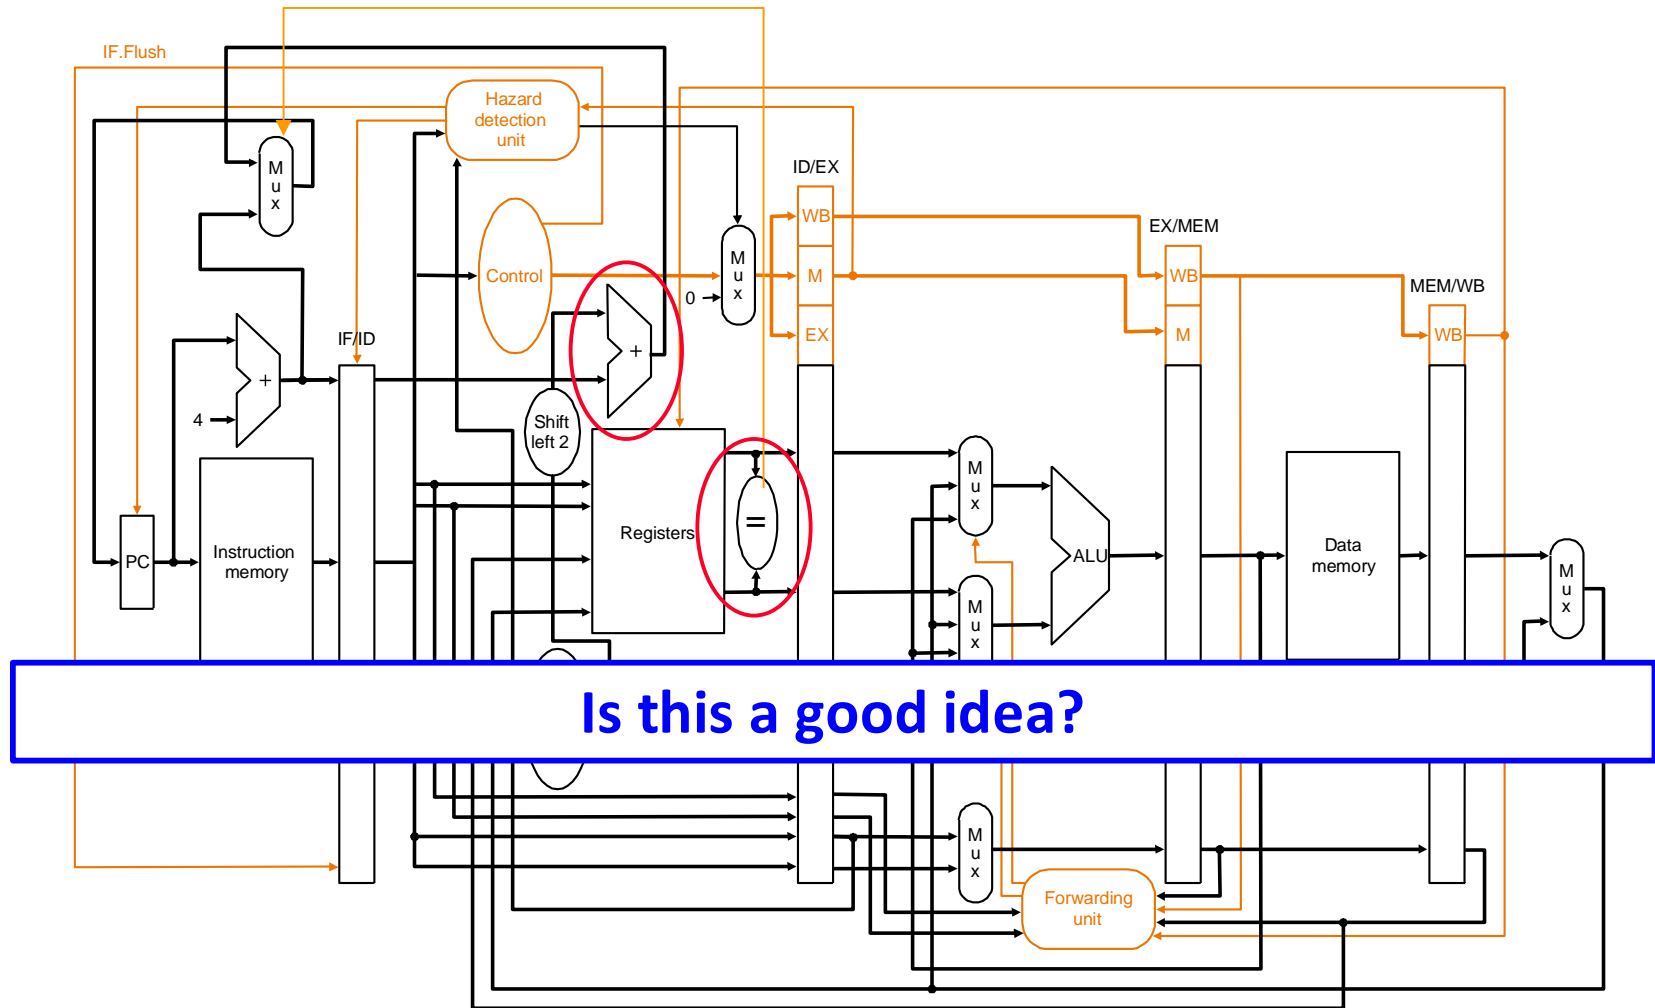 IF.Flush
Hazard
detection
unit
M
u
x
ID/EX
WB
M
EX
EX/MEM
WB
M
MEM/WB
WB
Control
M
u
x
0
IF/ID
+
4
+
Shift
left 2
PC
Instruction
memory
Registers
=
M
u
x
M
u
x
ALU
Data
memory
M
u
x
Is this a good idea?
M
u
x
Forwarding
unit